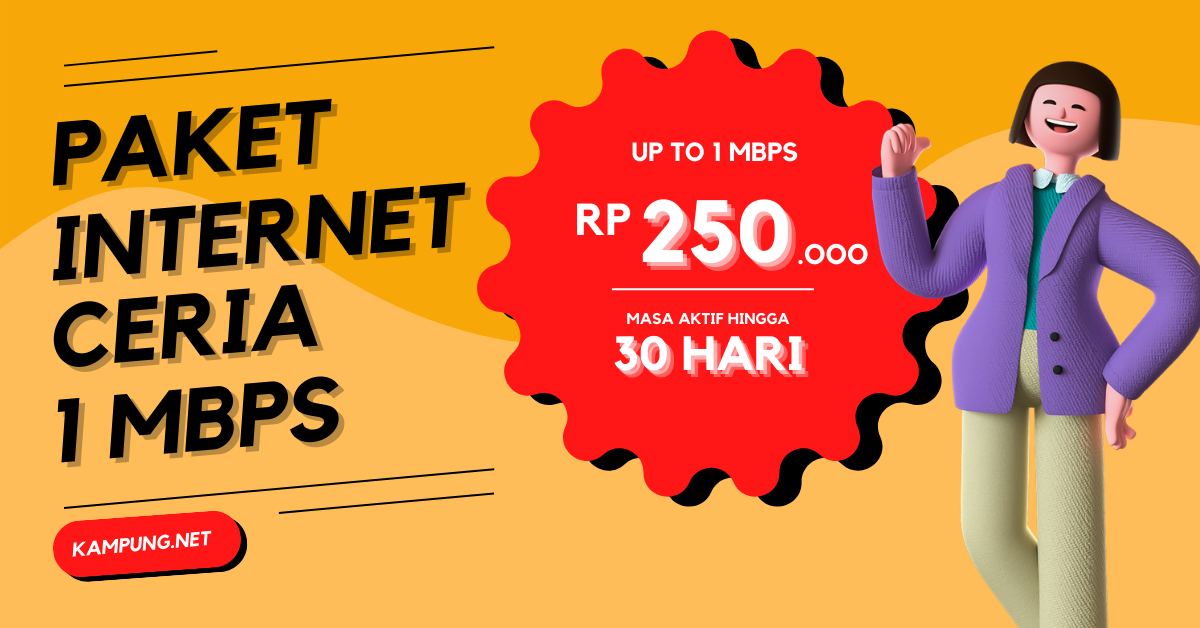 PAKET
INTERNET
CERIA
1 MBPS
KAMPUNG.NET
UP TO 1 MBPS
RP 250.000
MASA AKTIF HINGGA
30 HARI